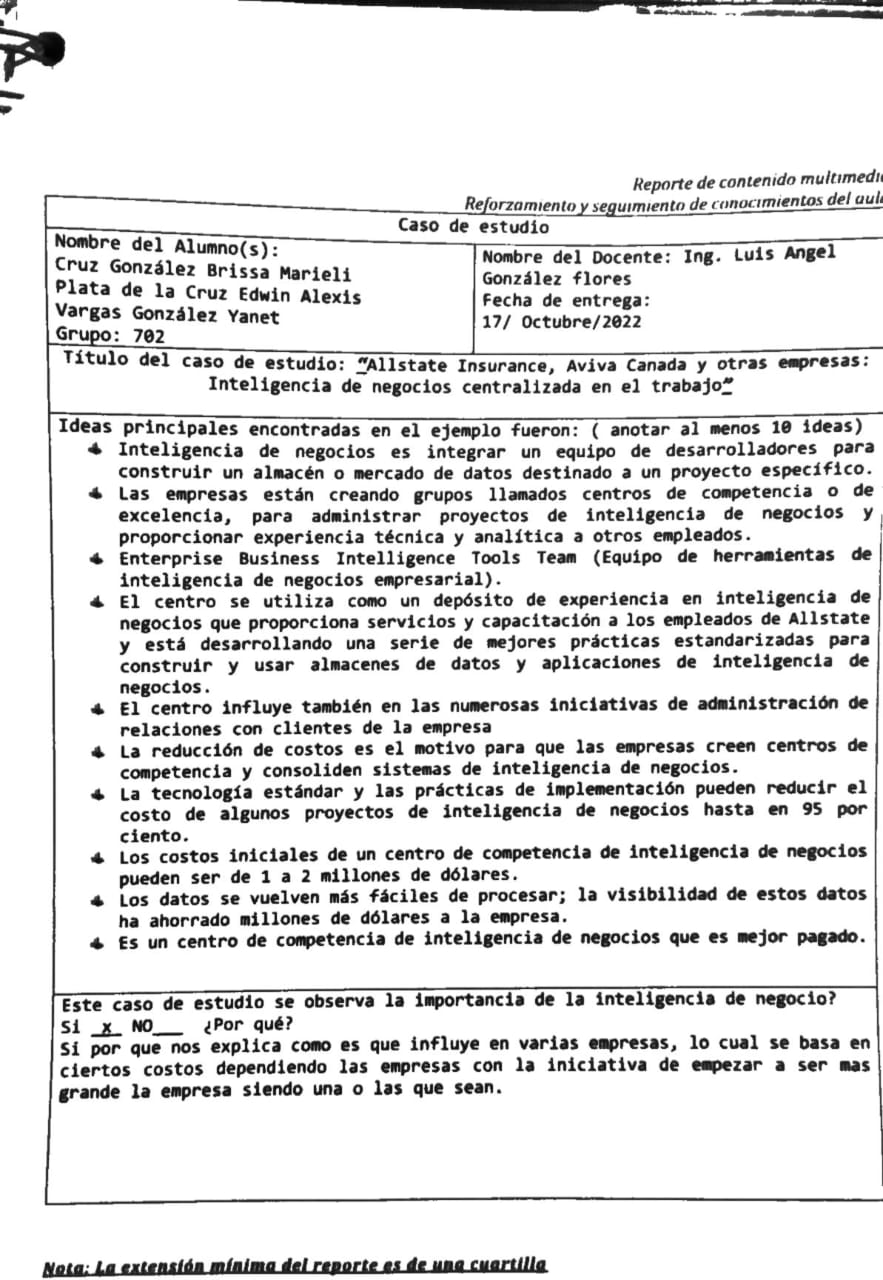 Reporte de contenido multimedia
Reforzamiento y seguimiento de conocimientos del aula
Caso de estudio
Nombre del Alumno(s):
Cruz González Brissa Marieli
Plata de la Cruz Edwin Alexis
Vargas González Yanet
Grupo: 702
Nombre del Docente: Ing. Luis Angel
González flores
Fecha de entrega:
17/ Octubre/2022
Título del caso de estudio: “Allstate Insurance, Aviva Canada y otras empresas:
Inteligencia de negocios centralizada en el trabajo”
Ideas principales encontradas en el ejemplo fueron: ( anotar al menos 10 ideas)
Inteligencia de negocios es integrar un equipo de desarrolladores para
construir un almacén o mercado de datos destinado a un proyecto específico.
Las empresas están creando grupos llamados centros de competencia o de
excelencia, para administrar proyectos de inteligencia de negocios y
proporcionar experiencia técnica y analítica a otros empleados.
Enterprise Business Intelligence Tools Team (Equipo de herramientas de
inteligencia de negocios empresarial).
El centro se utiliza como un depósito de experiencia en inteligencia de
negocios que proporciona servicios y capacitación a los empleados de Allstate
y está desarrollando una serie de mejores prácticas estandarizadas para
construir y usar almacenes de datos y aplicaciones de inteligencia de
negocios.
El centro influye también en las numerosas iniciativas de administración de
relaciones con clientes de la empresa
La reducción de costos es el motivo para que las empresas creen centros de
competencia y consoliden sistemas de inteligencia de negocios.
La tecnología estándar y las prácticas de implementación pueden reducir el
costo de algunos proyectos de inteligencia de negocios hasta en 95 por
ciento.
Los costos iniciales de un centro de competencia de inteligencia de negocios
pueden ser de 1 a 2 millones de dólares.
Los datos se vuelven más fáciles de procesar; la visibilidad de estos datos
ha ahorrado millones de dólares a la empresa.
Es un centro de competencia de inteligencia de negocios que es mejor pagado.
Este caso de estudio se observa la importancia de la inteligencia de negocio?
Si _x_ NO___ ¿Por qué?
Sí por que nos explica como es que influye en varias empresas, lo cual se basa en
ciertos costos dependiendo las empresas con la iniciativa de empezar a ser mas
grande la empresa siendo una o las que sean.
Nota: La extensión mínima del reporte es de una cuartilla